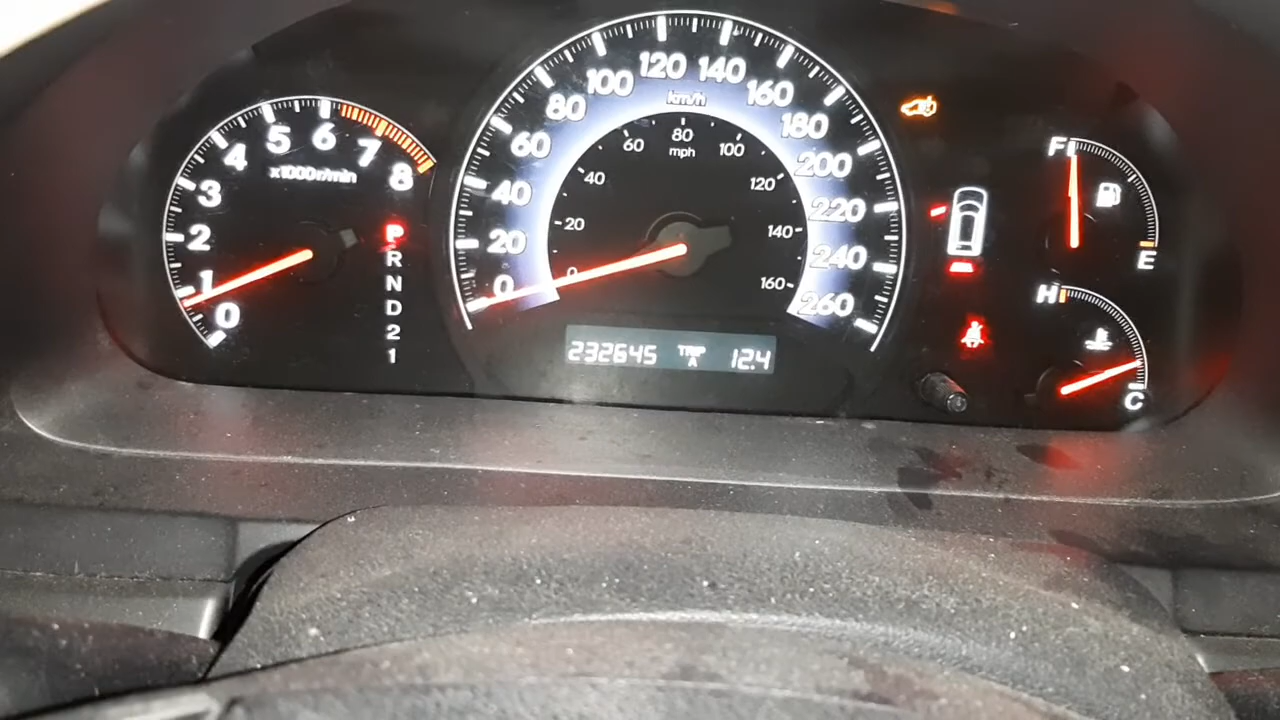 0 1 2 3 4 5 6 7 8
x1000r/min
P
R
N
D
2
1
0 20 40 60 80 100 120 140 160 180 200 220 240 260
km/h
0 20 40 60 80 100 120 140 160
mph
232645 TRIP A 12.4
F
E
H
C